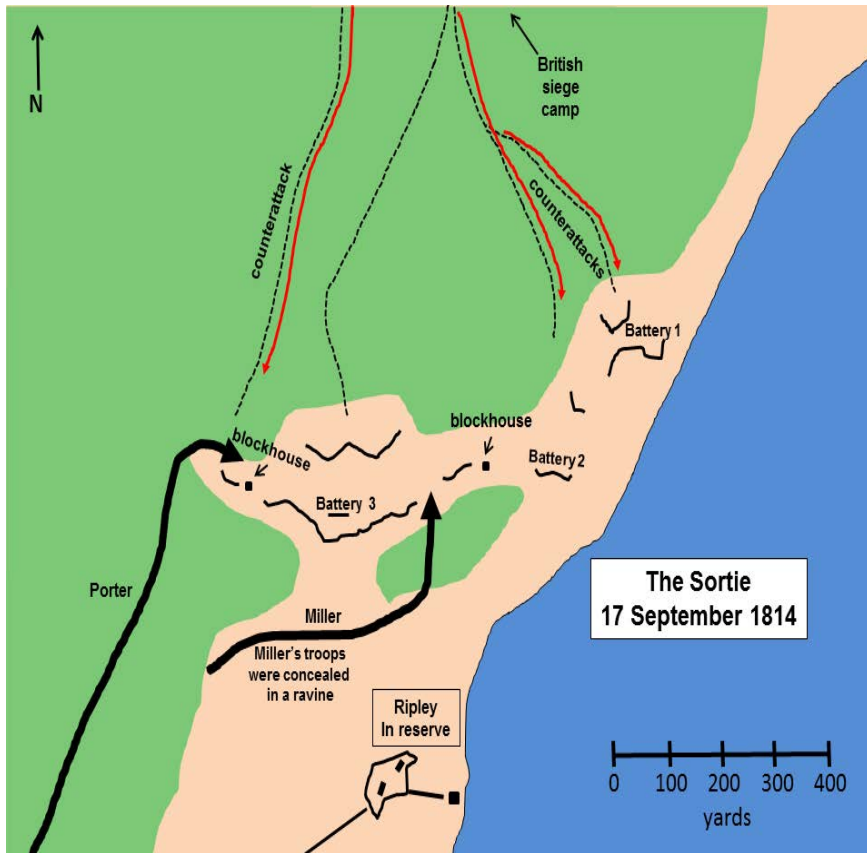 N
British
siege
camp
counterattack
counterattacks
Battery 1
blockhouse
blockhouse
Battery 2
Battery 3
Porter
Miller
Miller's troops
were concealed
in a ravine
The Sortie
17 September 1814
Ripley
In reserve
0 100 200 300 400
yards